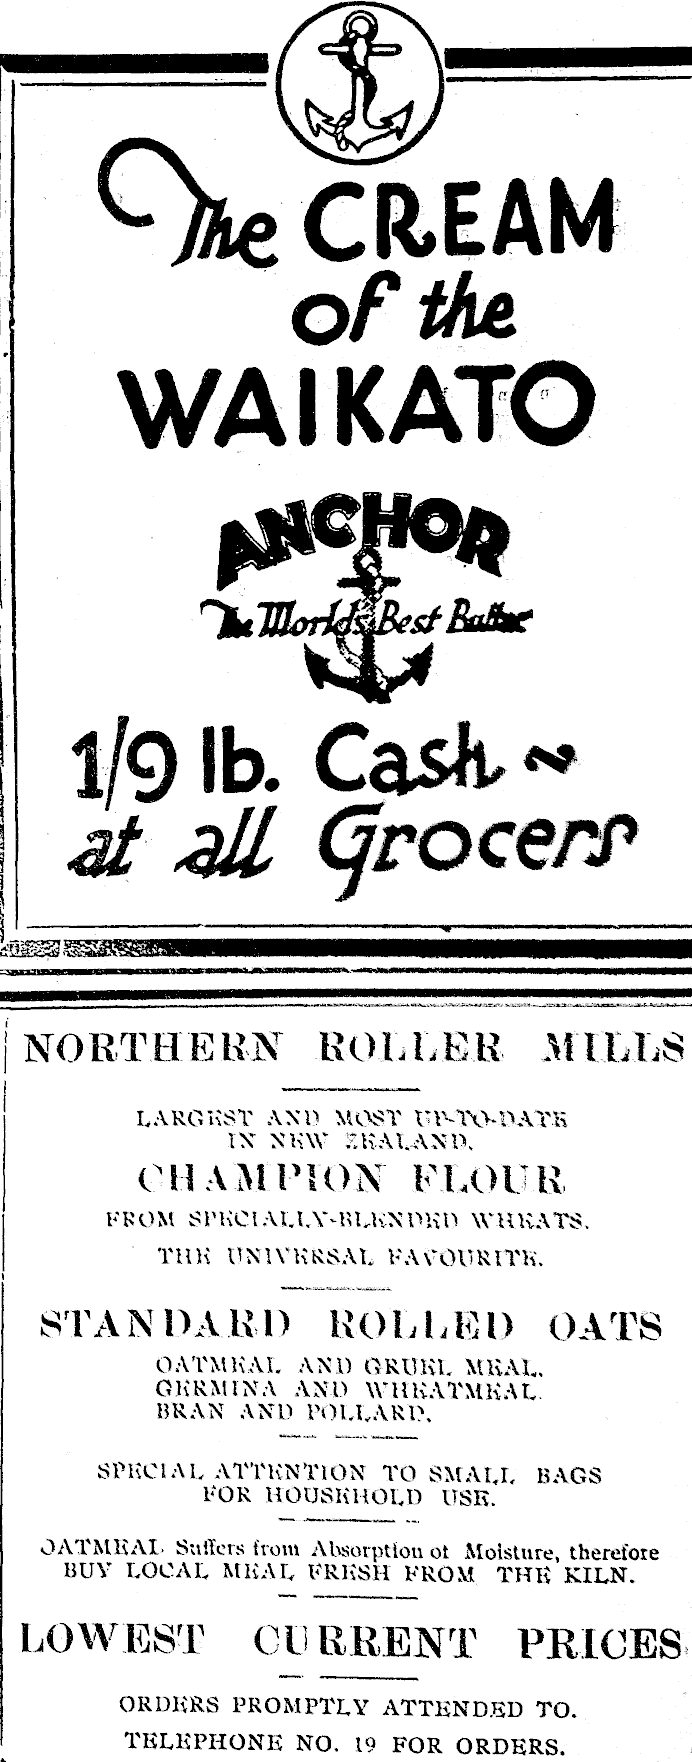 The CREAM
of the
WAIKATO
ANCHOR
The World's Best Butter
1/9 lb. Cash ~
at all Grocers
NORTHERN ROLLER MILLS
LARGEST AND MOST UP-TO-DATE
IN NEW ZEALAND.
CHAMPION FLOUR
FROM SPECIALLY-BLENDED WHEATS.
THE UNIVERSAL FAVOURITE.
STANDARD ROLLED OATS
OATMEAL AND GRUEL MEAL.
GERMINA AND WHEATMEAL.
BRAN AND POLLARD.
SPECIAL ATTENTION TO SMALL BAGS
FOR HOUSEHOLD USE.
OATMEAL Suffers from Absorption of Moisture, therefore
BUY LOCAL MEAL FRESH FROM THE KILN.
LOWEST CURRENT PRICES
ORDERS PROMPTLY ATTENDED TO.
TELEPHONE NO. 19 FOR ORDERS.